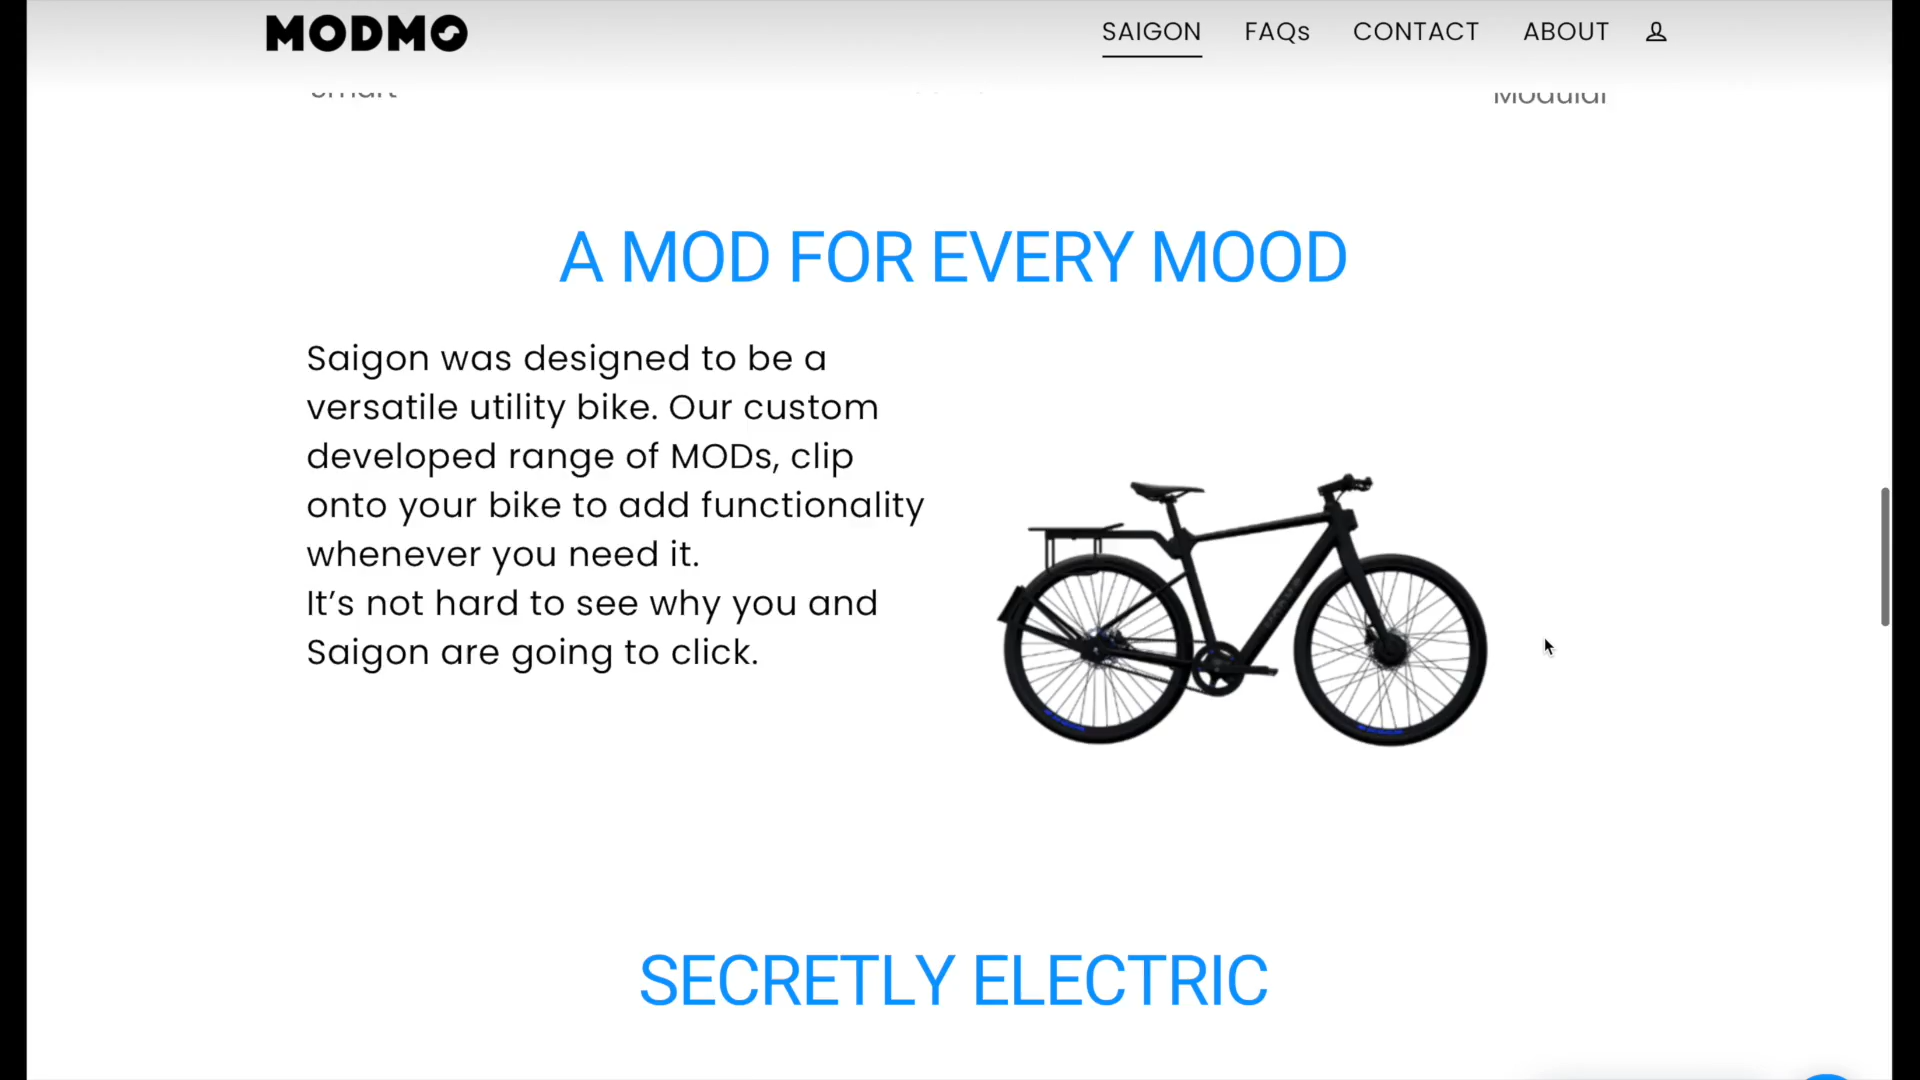 MODMO
SAIGON FAQs CONTACT ABOUT
Smart
Modular
A MOD FOR EVERY MOOD
Saigon was designed to be a
versatile utility bike. Our custom
developed range of MODs, clip
onto your bike to add functionality
whenever you need it.
It’s not hard to see why you and
Saigon are going to click.
SECRETLY ELECTRIC